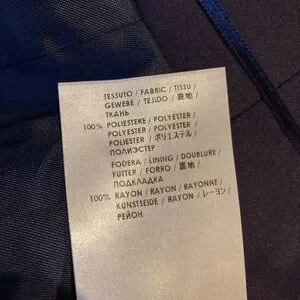 TESSUTO / FABRIC / TISSU /
GEWEBE / TEJIDO / 表地 /
ТКАНЬ
100% POLIESTERE / POLYESTER /
POLYESTER / POLYESTER /
POLIESTER / ポリエステル /
ПОЛИЭСТЕР
FODERA / LINING / DOUBLURE /
FUTTER / FORRO / 裏地 /
ПОДКЛАДКА
100% RAYON / RAYON / RAYONNE /
KUNSTSEIDE / RAYON / レーヨン /
РЕЙОН